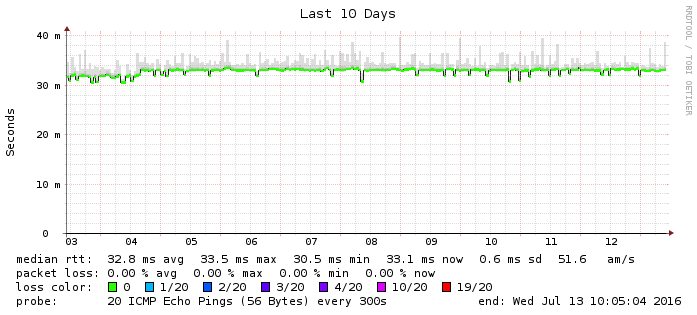 Last 10 Days
RRDTOOL / TOBI OETIKER
Seconds
40 m
30 m
20 m
10 m
0
03 04 05 06 07 08 09 10 11 12
median rtt: 32.8 ms avg 33.5 ms max 30.5 ms min 33.1 ms now 0.6 ms sd 51.6 am/s
packet loss: 0.00 % avg 0.00 % max 0.00 % min 0.00 % now
loss color: 0 1/20 2/20 3/20 4/20 10/20 19/20
probe: 20 ICMP Echo Pings (56 Bytes) every 300s end: Wed Jul 13 10:05:04 2016